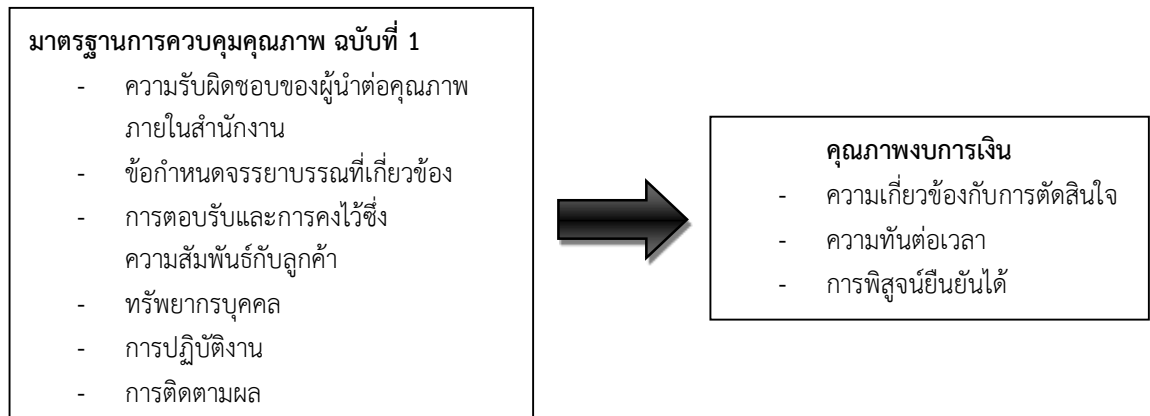 มาตรฐานการควบคุมคุณภาพ ฉบับที่ 1
- ความรับผิดชอบของผู้นำต่อคุณภาพ
ภายในสำนักงาน
- ข้อกำหนดจรรยาบรรณที่เกี่ยวข้อง
- การตอบรับและการคงไว้ซึ่ง
ความสัมพันธ์กับลูกค้า
- ทรัพยากรบุคคล
- การปฏิบัติงาน
- การติดตามผล
คุณภาพงบการเงิน
- ความเกี่ยวข้องกับการตัดสินใจ
- ความทันต่อเวลา
- การพิสูจน์ยืนยันได้